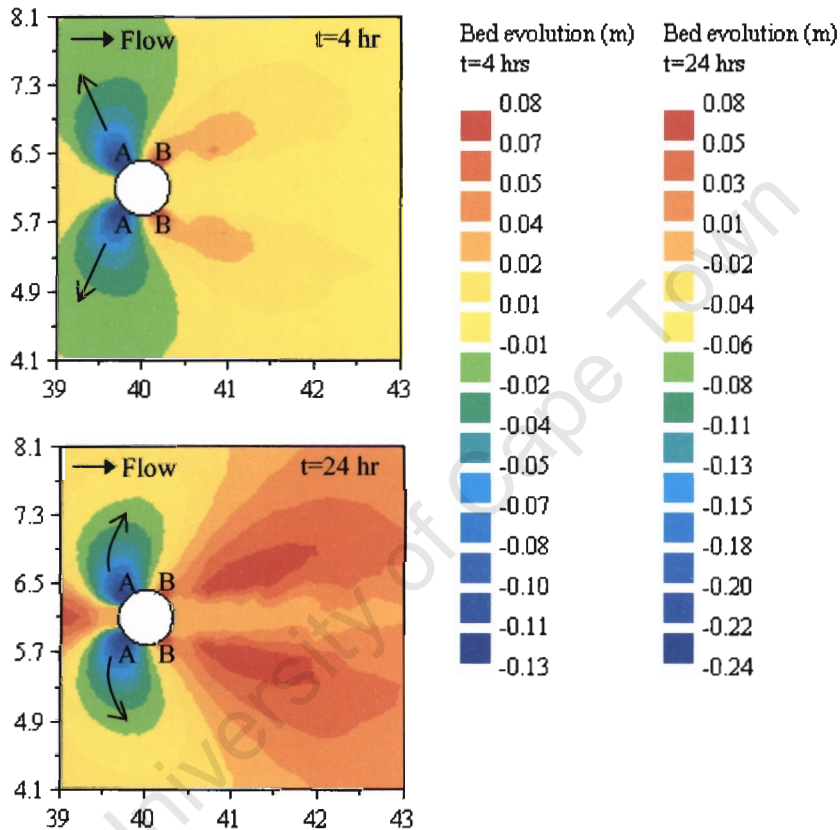 8.1
Flow
t=4 hr
7.3
A B
6.5
5.7
A B
4.9
4.1
39 40 41 42 43
8.1
Flow
t=24 hr
7.3
6.5
A B
5.7
A B
4.9
4.1
39 40 41 42 43
Bed evolution (m)
t=4 hrs
0.08
0.07
0.05
0.04
0.02
0.01
-0.01
-0.02
-0.04
-0.05
-0.07
-0.08
-0.10
-0.11
-0.13
Bed evolution (m)
t=24 hrs
0.08
0.05
0.03
0.01
-0.02
-0.04
-0.06
-0.08
-0.11
-0.13
-0.15
-0.18
-0.20
-0.22
-0.24
University of Cape Town